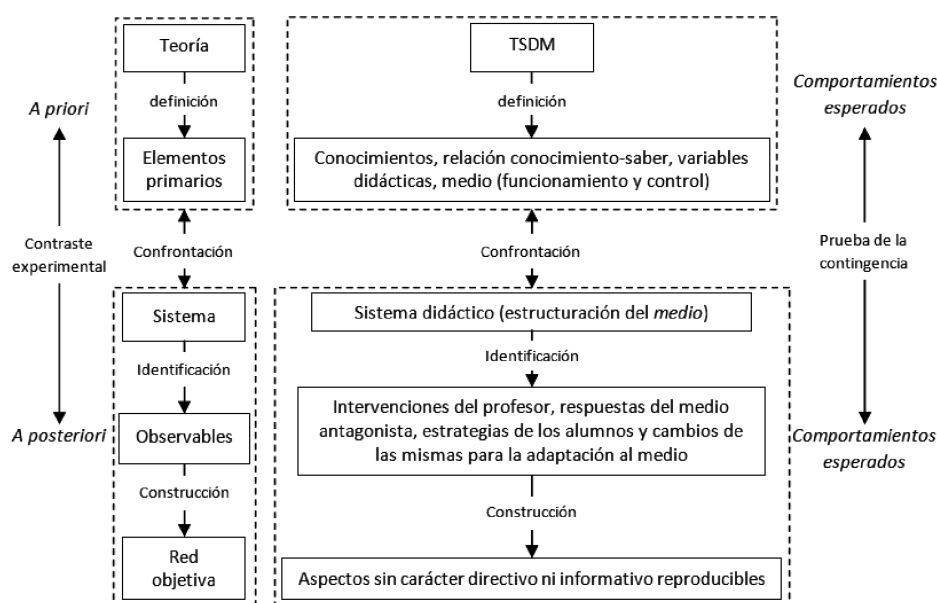 Teoría
TSDM
definición
definición
A priori
Comportamientos
esperados
Elementos
primarios
Conocimientos, relación conocimiento-saber, variables
didácticas, medio (funcionamiento y control)
Contraste
experimental
Confrontación
Confrontación
Prueba de la
contingencia
Sistema
Sistema didáctico (estructuración del medio)
Identificación
Identificación
A posteriori
Observables
Intervenciones del profesor, respuestas del medio
antagonista, estrategias de los alumnos y cambios de
las mismas para la adaptación al medio
Comportamientos
esperados
Construcción
Construcción
Red
objetiva
Aspectos sin carácter directivo ni informativo reproducibles